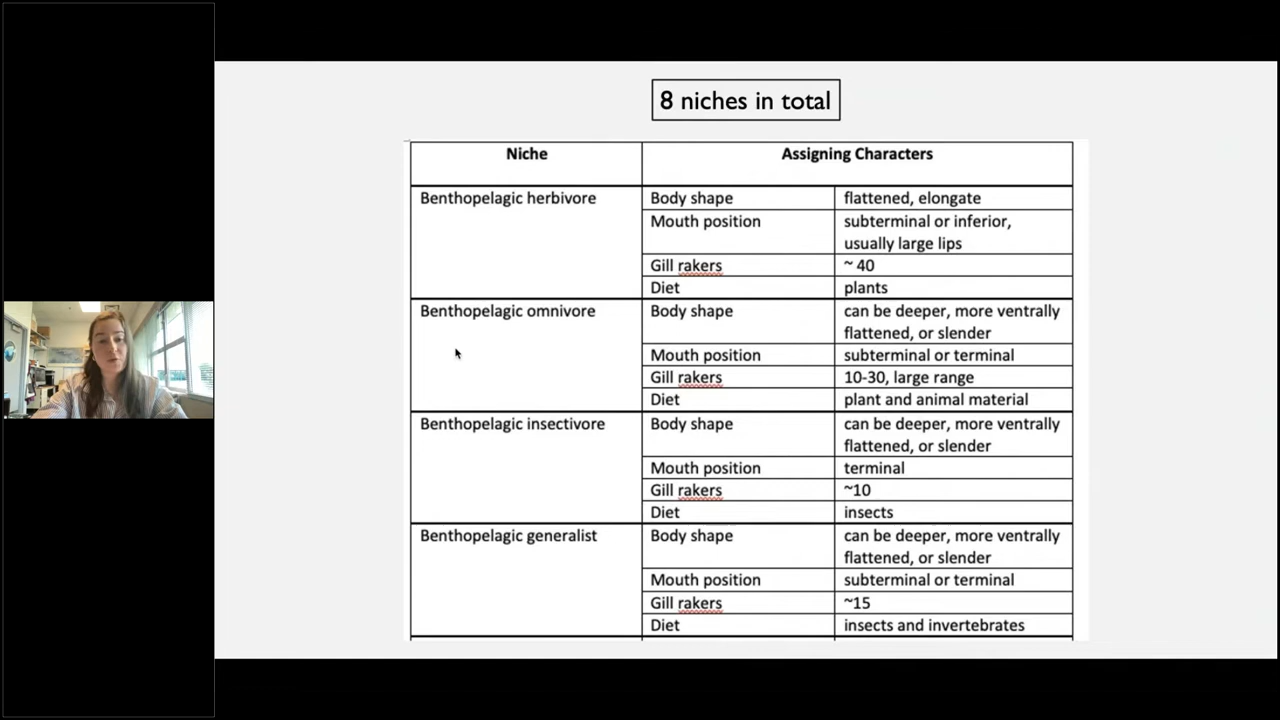 8 niches in total
Niche
Assigning Characters
Benthopelagic herbivore
Body shape
flattened, elongate
Mouth position
subterminal or inferior,
usually large lips
Gill rakers
~ 40
Diet
plants
Benthopelagic omnivore
Body shape
can be deeper, more ventrally
flattened, or slender
Mouth position
subterminal or terminal
Gill rakers
10-30, large range
Diet
plant and animal material
Benthopelagic insectivore
Body shape
can be deeper, more ventrally
flattened, or slender
Mouth position
terminal
Gill rakers
~10
Diet
insects
Benthopelagic generalist
Body shape
can be deeper, more ventrally
flattened, or slender
Mouth position
subterminal or terminal
Gill rakers
~15
Diet
insects and invertebrates